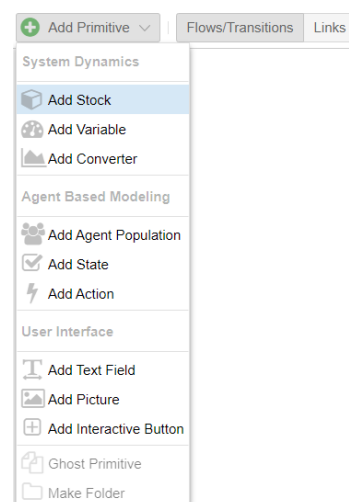 Add Primitive
Flows/Transitions
Links
System Dynamics
Add Stock
Add Variable
Add Converter
Agent Based Modeling
Add Agent Population
Add State
Add Action
User Interface
Add Text Field
Add Picture
Add Interactive Button
Ghost Primitive
Make Folder